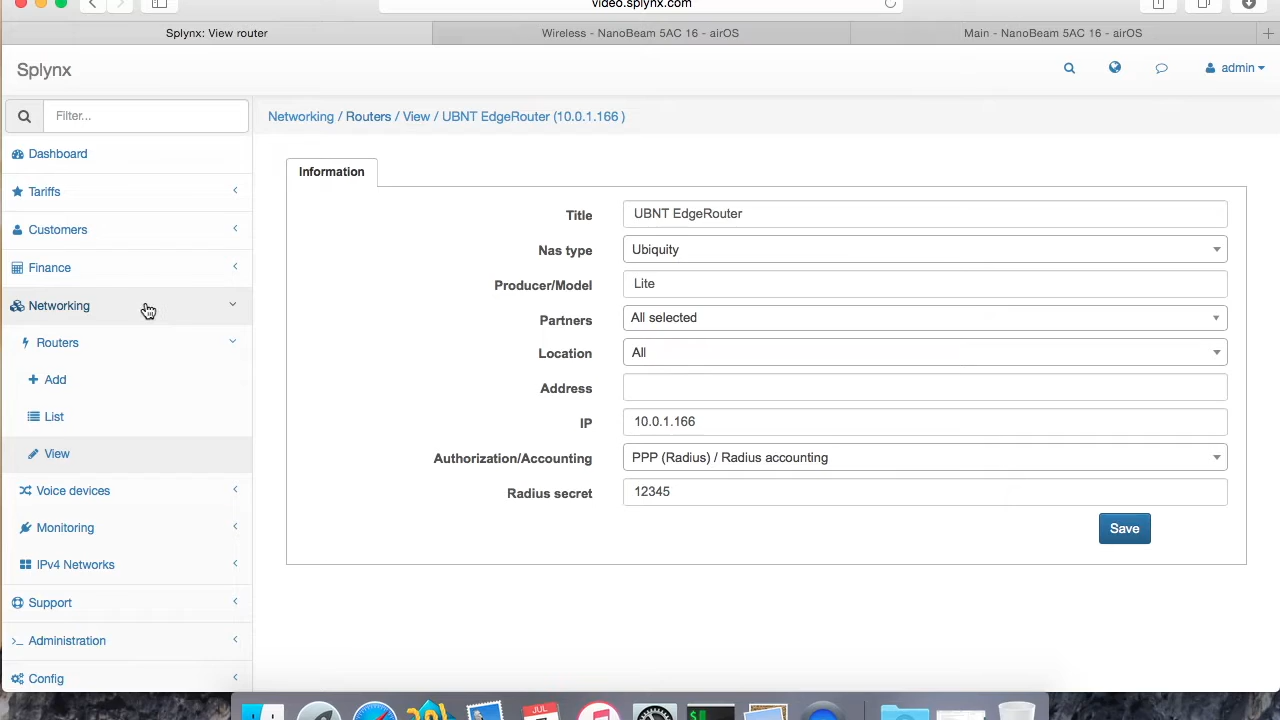 video.splynx.com
Splynx: View router
Wireless - NanoBeam 5AC 16 - airOS
Main - NanoBeam 5AC 16 - airOS
Splynx
admin
Filter...
Networking / Routers / View / UBNT EdgeRouter (10.0.1.166 )
Dashboard
Tariffs
Customers
Finance
Networking
Routers
Add
List
View
Voice devices
Monitoring
IPv4 Networks
Support
Administration
Config
Information
Title UBNT EdgeRouter
Nas type Ubiquity
Producer/Model Lite
Partners All selected
Location All
Address
IP 10.0.1.166
Authorization/Accounting PPP (Radius) / Radius accounting
Radius secret 12345
Save
JUL